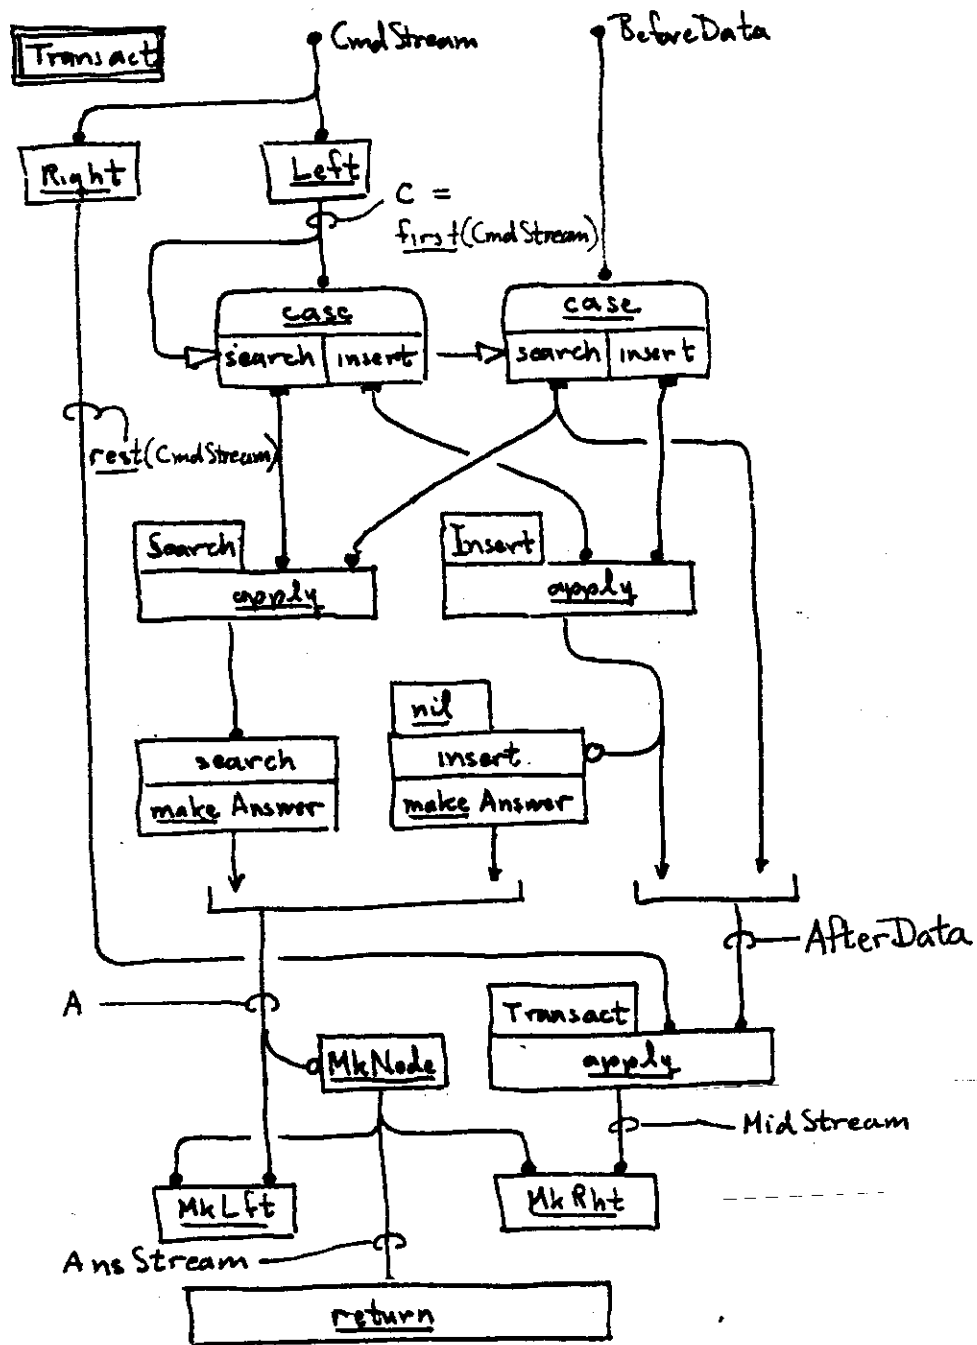 Transact
CmdStream
BeforeData
Right
Left
C =
first(CmdStream)
case
search insert
case
search insert
rest(CmdStream)
Search
apply
Insert
apply
nil
search
make Answer
insert
make Answer
AfterData
A
Transact
apply
MkNode
MidStream
MkLft
MkRht
AnsStream
return